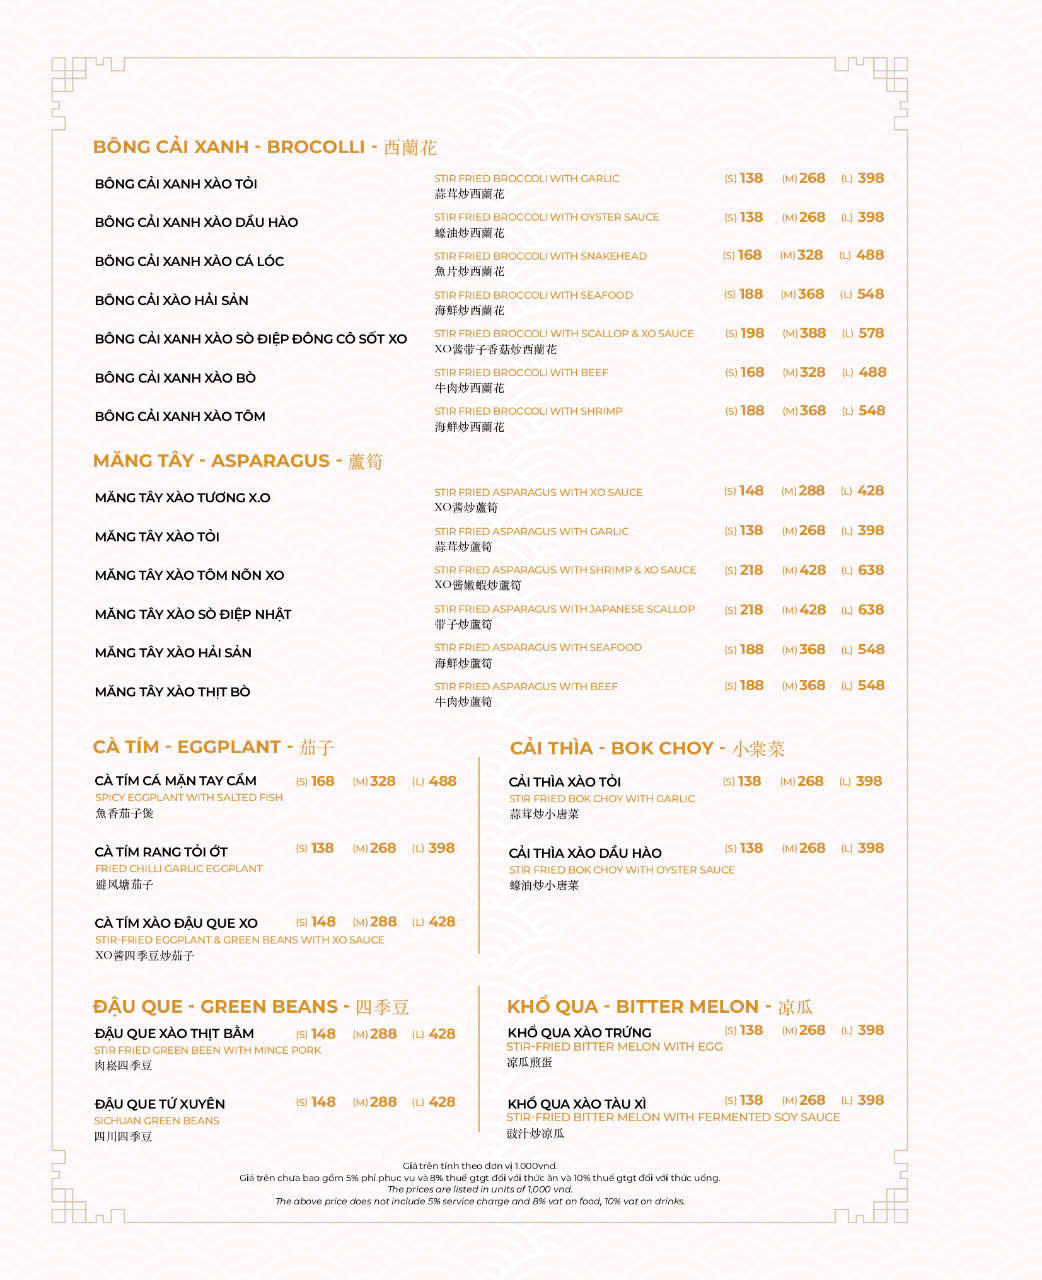 BÔNG CẢI XANH - BROCOLLI - 西蘭花
BÔNG CẢI XANH XÀO TỎI
STIR FRIED BROCCOLI WITH GARLIC (S) 138 (M) 268 (L) 398
蒜茸炒西蘭花
BÔNG CẢI XANH XÀO DẦU HÀO
STIR FRIED BROCCOLI WITH OYSTER SAUCE (S) 138 (M) 268 (L) 398
蠔油炒西蘭花
BÔNG CẢI XANH XÀO CÁ LÓC
STIR FRIED BROCCOLI WITH SNAKEHEAD (S) 168 (M) 328 (L) 488
魚片炒西蘭花
BÔNG CẢI XÀO HẢI SẢN
STIR FRIED BROCCOLI WITH SEAFOOD (S) 188 (M) 368 (L) 548
海鮮炒西蘭花
BÔNG CẢI XANH XÀO SÒ ĐIỆP ĐÔNG CÔ SỐT XO
STIR FRIED BROCCOLI WITH SCALLOP & XO SAUCE (S) 198 (M) 388 (L) 578
XO酱带子香菇炒西蘭花
BÔNG CẢI XANH XÀO BÒ
STIR FRIED BROCCOLI WITH BEEF (S) 168 (M) 328 (L) 488
牛肉炒西蘭花
BÔNG CẢI XANH XÀO TÔM
STIR FRIED BROCCOLI WITH SHRIMP (S) 188 (M) 368 (L) 548
海鮮炒西蘭花
MĂNG TÂY - ASPARAGUS - 蘆筍
MĂNG TÂY XÀO TƯƠNG X.O
STIR FRIED ASPARAGUS WITH XO SAUCE (S) 148 (M) 288 (L) 428
XO酱炒蘆筍
MĂNG TÂY XÀO TỎI
STIR FRIED ASPARAGUS WITH GARLIC (S) 138 (M) 268 (L) 398
蒜茸炒蘆筍
MĂNG TÂY XÀO TÔM NÕN XO
STIR FRIED ASPARAGUS WITH SHRIMP & XO SAUCE (S) 218 (M) 428 (L) 638
XO酱嫩蝦炒蘆筍
MĂNG TÂY XÀO SÒ ĐIỆP NHẬT
STIR FRIED ASPARAGUS WITH JAPANESE SCALLOP (S) 218 (M) 428 (L) 638
带子炒蘆筍
MĂNG TÂY XÀO HẢI SẢN
STIR FRIED ASPARAGUS WITH SEAFOOD (S) 188 (M) 368 (L) 548
海鮮炒蘆筍
MĂNG TÂY XÀO THỊT BÒ
STIR FRIED ASPARAGUS WITH BEEF (S) 188 (M) 368 (L) 548
牛肉炒蘆筍
CÀ TÍM - EGGPLANT - 茄子
CÀ TÍM CÁ MẶN TAY CẦM (S) 168 (M) 328 (L) 488
SPICY EGGPLANT WITH SALTED FISH
魚香茄子煲
CÀ TÍM RANG TỎI ỚT (S) 138 (M) 268 (L) 398
FRIED CHILLI GARLIC EGGPLANT
避风塘茄子
CÀ TÍM XÀO ĐẬU QUE XO (S) 148 (M) 288 (L) 428
STIR-FRIED EGGPLANT & GREEN BEANS WITH XO SAUCE
XO酱四季豆炒茄子
CẢI THÌA - BOK CHOY - 小棠菜
CẢI THÌA XÀO TỎI (S) 138 (M) 268 (L) 398
STIR FRIED BOK CHOY WITH GARLIC
蒜茸炒小唐菜
CẢI THÌA XÀO DẦU HÀO (S) 138 (M) 268 (L) 398
STIR FRIED BOK CHOY WITH OYSTER SAUCE
蠔油炒小唐菜
ĐẬU QUE - GREEN BEANS - 四季豆
ĐẬU QUE XÀO THỊT BẰM (S) 148 (M) 288 (L) 428
STIR FRIED GREEN BEEN WITH MINCE PORK
肉崧四季豆
ĐẬU QUE TỨ XUYÊN (S) 148 (M) 288 (L) 428
SICHUAN GREEN BEANS
四川四季豆
KHỔ QUA - BITTER MELON - 凉瓜
KHỔ QUA XÀO TRỨNG (S) 138 (M) 268 (L) 398
STIR-FRIED BITTER MELON WITH EGG
凉瓜煎蛋
KHỔ QUA XÀO TÀU XÌ (S) 138 (M) 268 (L) 398
STIR-FRIED BITTER MELON WITH FERMENTED SOY SAUCE
豉汁炒凉瓜
Giá trên tính theo đơn vị 1.000vnd.
Giá trên chưa bao gồm 5% phí phục vụ và 8% thuế gtgt đối với thức ăn và 10% thuế gtgt đối với thức uống.
The prices are listed in units of 1,000 vnd.
The above price does not include 5% service charge and 8% vat on food, 10% vat on drinks.